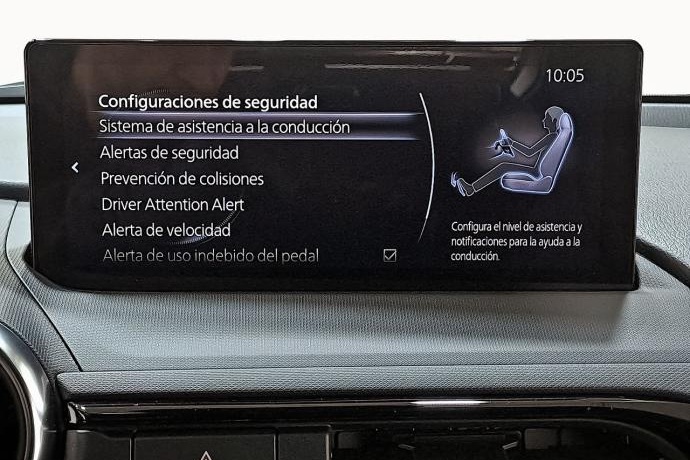 10:05
Configuraciones de seguridad
Sistema de asistencia a la conducción
Alertas de seguridad
Prevención de colisiones
Driver Attention Alert
Alerta de velocidad
Alerta de uso indebido del pedal
Configura el nivel de asistencia y
notificaciones para la ayuda a la
conducción.